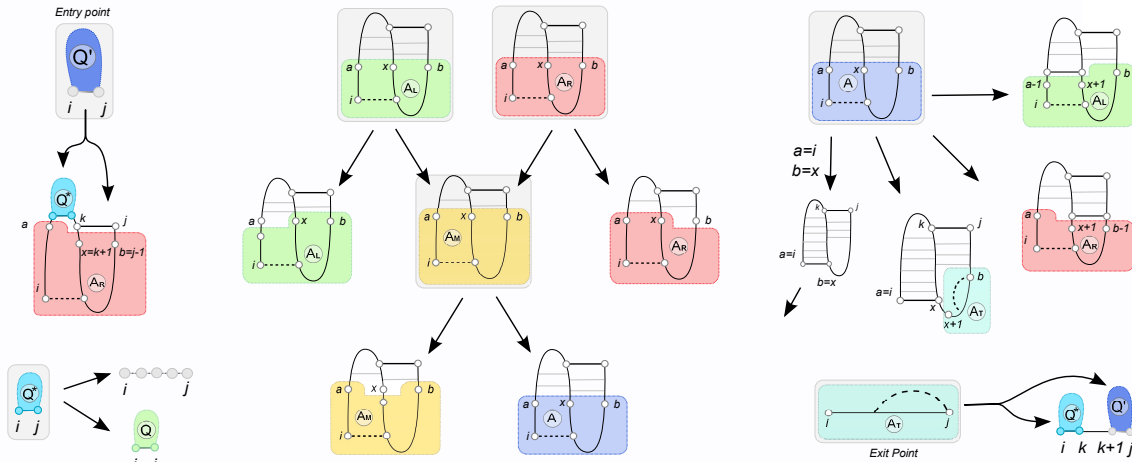 Entry point
Q'
i j
Q*
a k j
x=k+1 b=j-1
A_R
i
Q*
i j
i j
Q
a x b
A_L
i
a x b
A_R
i
a x b
A_L
i
a x b
A_M
i
a x b
A_R
i
a x b
A_M
i
a x b
A
i
a x b
A
i
a=i
b=x
a-1 x+1 b
A_L
i
k j
a=i
b=x
k j
a=i x b
x+1
A_T
a x+1 b-1
A_R
i
i j
A_T
Exit Point
Q* Q'
i k k+1 j